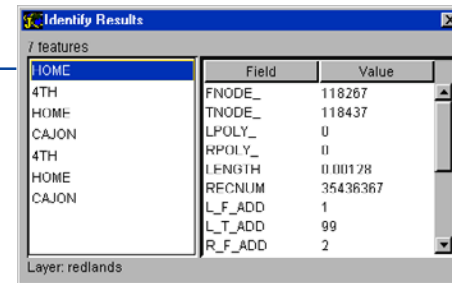 Identify Results
7 features
HOME
4TH
HOME
CAJON
4TH
HOME
CAJON
Field Value
FNODE_ 118267
TNODE_ 118437
LPOLY_ 0
RPOLY_ 0
LENGTH 0.00128
RECNUM 35436367
L_F_ADD 1
L_T_ADD 99
R_F_ADD 2
Layer: redlands